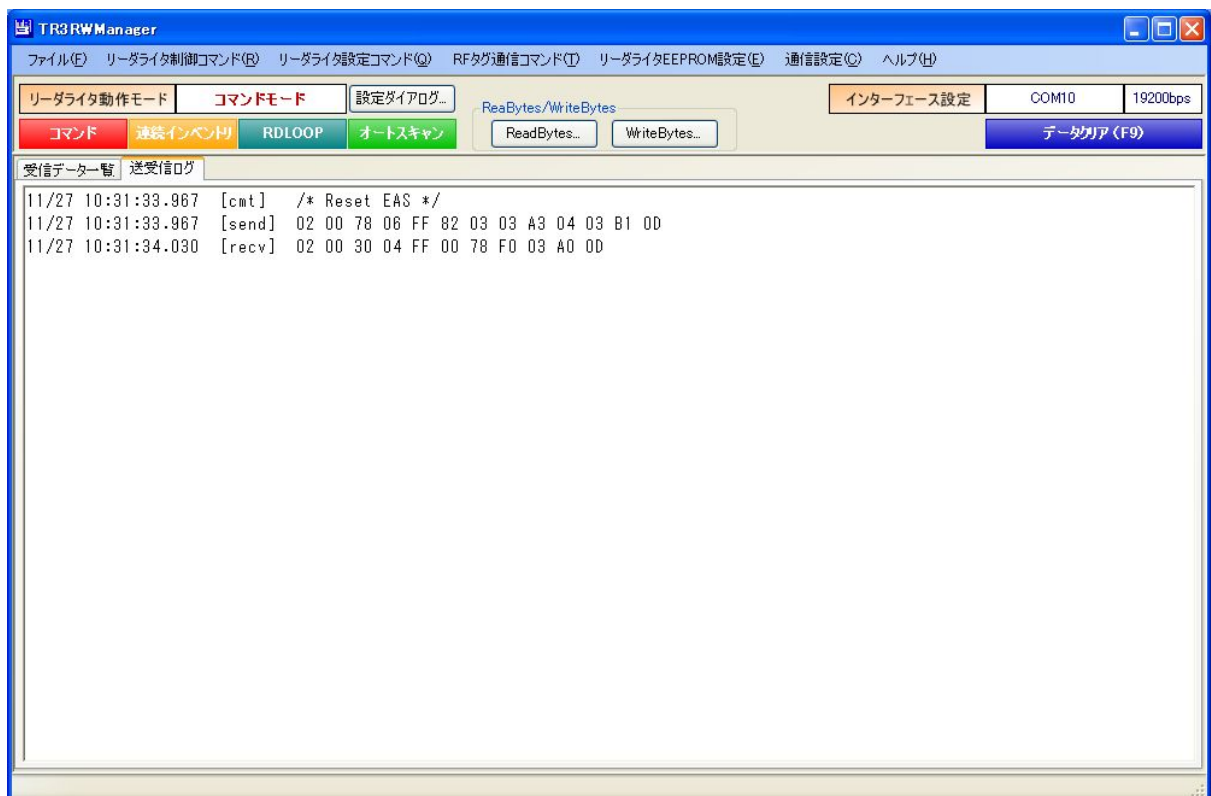 TR3RWManager
ファイル(F) リーダライタ制御コマンド(R) リーダライタ設定コマンド(Q) RFタグ通信コマンド(T) リーダライタEEPROM設定(E) 通信設定(C) ヘルプ(H)
リーダライタ動作モード コマンドモード 設定ダイアログ... ReaBytes/WriteBytes インターフェース設定 COM10 19200bps
コマンド 連続インベントリ RDLOOP オートスキャン ReadBytes... WriteBytes... データクリア(F9)
受信データ一覧 送受信ログ
11/27 10:31:33.967 [cmt] /* Reset EAS */
11/27 10:31:33.967 [send] 02 00 78 06 FF 82 03 03 A3 04 03 B1 0D
11/27 10:31:34.030 [recv] 02 00 30 04 FF 00 78 F0 03 A0 0D